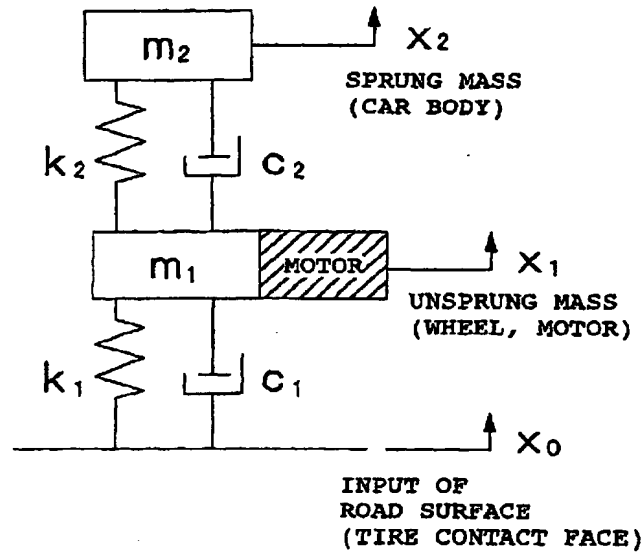 m₂
X₂
SPRUNG MASS
(CAR BODY)
k₂
c₂
m₁
MOTOR
X₁
UNSPRUNG MASS
(WHEEL, MOTOR)
k₁
c₁
X₀
INPUT OF
ROAD SURFACE
(TIRE CONTACT FACE)